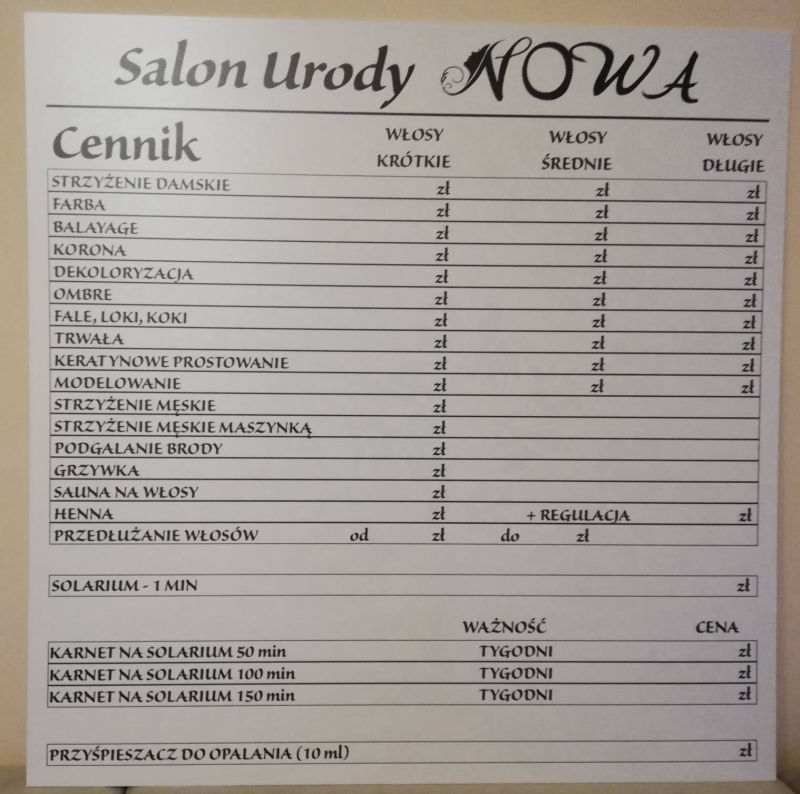 Salon Urody NOWA
Cennik WŁOSY KRÓTKIE WŁOSY ŚREDNIE WŁOSY DŁUGIE
STRZYŻENIE DAMSKIE zł zł zł
FARBA zł zł zł
BALAYAGE zł zł zł
KORONA zł zł zł
DEKOLORYZACJA zł zł zł
OMBRE zł zł zł
FALE, LOKI, KOKI zł zł zł
TRWAŁA zł zł zł
KERATYNOWE PROSTOWANIE zł zł zł
MODELOWANIE zł zł zł
STRZYŻENIE MĘSKIE zł
STRZYŻENIE MĘSKIE MASZYNKĄ zł
PODGALANIE BRODY zł
GRZYWKA zł
SAUNA NA WŁOSY zł
HENNA zł + REGULACJA zł
PRZEDŁUŻANIE WŁOSÓW od zł do zł
SOLARIUM - 1 MIN zł
WAŻNOŚĆ CENA
KARNET NA SOLARIUM 50 min TYGODNI zł
KARNET NA SOLARIUM 100 min TYGODNI zł
KARNET NA SOLARIUM 150 min TYGODNI zł
PRZYŚPIESZACZ DO OPALANIA (10 ml) zł